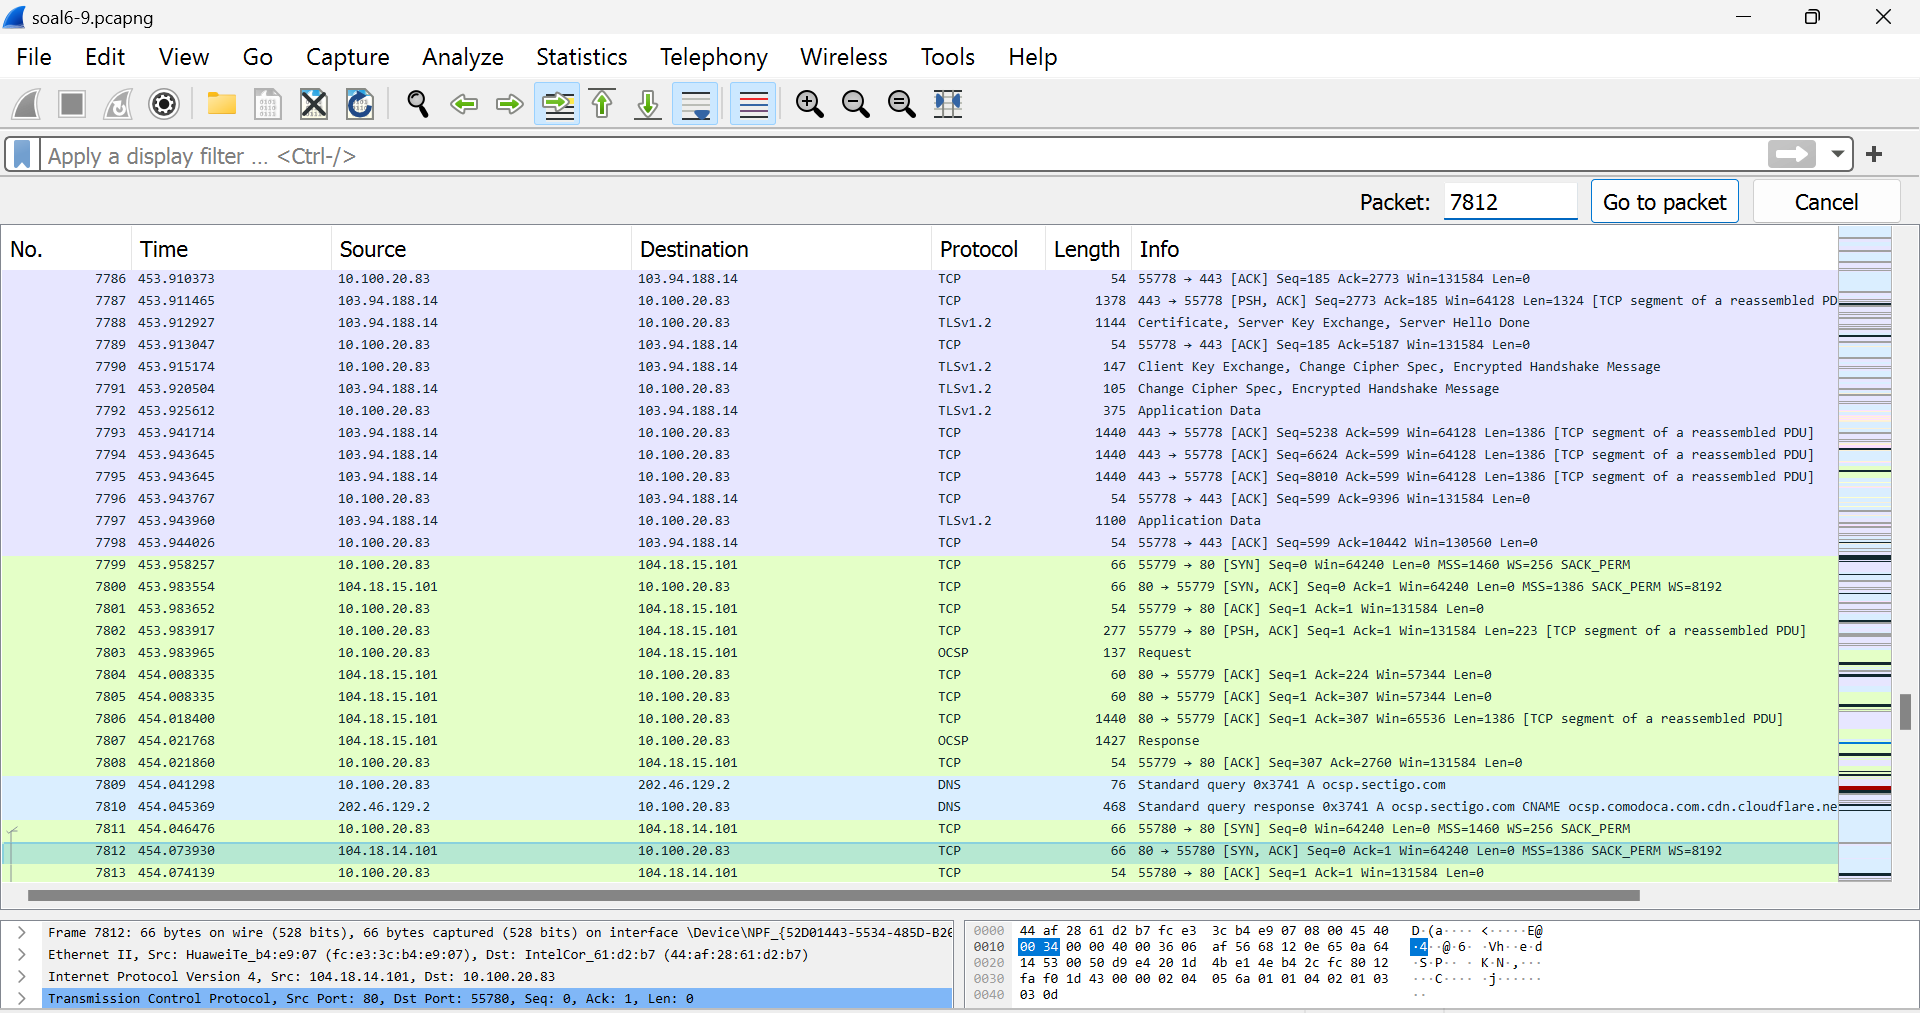 soal6-9.pcapng
File Edit View Go Capture Analyze Statistics Telephony Wireless Tools Help
Apply a display filter ... <Ctrl-/>
Packet: 7812 Go to packet Cancel
No. Time Source Destination Protocol Length Info
7786 453.910373 10.100.20.83 103.94.188.14 TCP 54 55778 → 443 [ACK] Seq=185 Ack=2773 Win=131584 Len=0
7787 453.911465 103.94.188.14 10.100.20.83 TCP 1378 443 → 55778 [PSH, ACK] Seq=2773 Ack=185 Win=64128 Len=1324 [TCP segment of a reassembled PD
7788 453.912927 103.94.188.14 10.100.20.83 TLSv1.2 1144 Certificate, Server Key Exchange, Server Hello Done
7789 453.913047 10.100.20.83 103.94.188.14 TCP 54 55778 → 443 [ACK] Seq=185 Ack=5187 Win=131584 Len=0
7790 453.915174 10.100.20.83 103.94.188.14 TLSv1.2 147 Client Key Exchange, Change Cipher Spec, Encrypted Handshake Message
7791 453.920504 103.94.188.14 10.100.20.83 TLSv1.2 105 Change Cipher Spec, Encrypted Handshake Message
7792 453.925612 10.100.20.83 103.94.188.14 TLSv1.2 375 Application Data
7793 453.941714 103.94.188.14 10.100.20.83 TCP 1440 443 → 55778 [ACK] Seq=5238 Ack=599 Win=64128 Len=1386 [TCP segment of a reassembled PDU]
7794 453.943645 103.94.188.14 10.100.20.83 TCP 1440 443 → 55778 [ACK] Seq=6624 Ack=599 Win=64128 Len=1386 [TCP segment of a reassembled PDU]
7795 453.943645 103.94.188.14 10.100.20.83 TCP 1440 443 → 55778 [ACK] Seq=8010 Ack=599 Win=64128 Len=1386 [TCP segment of a reassembled PDU]
7796 453.943767 10.100.20.83 103.94.188.14 TCP 54 55778 → 443 [ACK] Seq=599 Ack=9396 Win=131584 Len=0
7797 453.943960 103.94.188.14 10.100.20.83 TLSv1.2 1100 Application Data
7798 453.944026 10.100.20.83 103.94.188.14 TCP 54 55778 → 443 [ACK] Seq=599 Ack=10442 Win=130560 Len=0
7799 453.958257 10.100.20.83 104.18.15.101 TCP 66 55779 → 80 [SYN] Seq=0 Win=64240 Len=0 MSS=1460 WS=256 SACK_PERM
7800 453.983554 104.18.15.101 10.100.20.83 TCP 66 80 → 55779 [SYN, ACK] Seq=0 Ack=1 Win=64240 Len=0 MSS=1386 SACK_PERM WS=8192
7801 453.983652 10.100.20.83 104.18.15.101 TCP 54 55779 → 80 [ACK] Seq=1 Ack=1 Win=131584 Len=0
7802 453.983917 10.100.20.83 104.18.15.101 TCP 277 55779 → 80 [PSH, ACK] Seq=1 Ack=1 Win=131584 Len=223 [TCP segment of a reassembled PDU]
7803 453.983965 10.100.20.83 104.18.15.101 OCSP 137 Request
7804 454.008335 104.18.15.101 10.100.20.83 TCP 60 80 → 55779 [ACK] Seq=1 Ack=224 Win=57344 Len=0
7805 454.008335 104.18.15.101 10.100.20.83 TCP 60 80 → 55779 [ACK] Seq=1 Ack=307 Win=57344 Len=0
7806 454.018400 104.18.15.101 10.100.20.83 TCP 1440 80 → 55779 [ACK] Seq=1 Ack=307 Win=65536 Len=1386 [TCP segment of a reassembled PDU]
7807 454.021768 104.18.15.101 10.100.20.83 OCSP 1427 Response
7808 454.021860 10.100.20.83 104.18.15.101 TCP 54 55779 → 80 [ACK] Seq=307 Ack=2760 Win=131584 Len=0
7809 454.041298 10.100.20.83 202.46.129.2 DNS 76 Standard query 0x3741 A ocsp.sectigo.com
7810 454.045369 202.46.129.2 10.100.20.83 DNS 468 Standard query response 0x3741 A ocsp.sectigo.com CNAME ocsp.comodoca.com.cdn.cloudflare.ne
7811 454.046476 10.100.20.83 104.18.14.101 TCP 66 55780 → 80 [SYN] Seq=0 Win=64240 Len=0 MSS=1460 WS=256 SACK_PERM
7812 454.073930 104.18.14.101 10.100.20.83 TCP 66 80 → 55780 [SYN, ACK] Seq=0 Ack=1 Win=64240 Len=0 MSS=1386 SACK_PERM WS=8192
7813 454.074139 10.100.20.83 104.18.14.101 TCP 54 55780 → 80 [ACK] Seq=1 Ack=1 Win=131584 Len=0
Frame 7812: 66 bytes on wire (528 bits), 66 bytes captured (528 bits) on interface \Device\NPF_{52D01443-5534-485D-B26
Ethernet II, Src: HuaweiTe_b4:e9:07 (fc:e3:3c:b4:e9:07), Dst: IntelCor_61:d2:b7 (44:af:28:61:d2:b7)
Internet Protocol Version 4, Src: 104.18.14.101, Dst: 10.100.20.83
Transmission Control Protocol, Src Port: 80, Dst Port: 55780, Seq: 0, Ack: 1, Len: 0
0000 44 af 28 61 d2 b7 fc e3 3c b4 e9 07 08 00 45 40 D·(a···· <·····E@
0010 00 34 00 00 40 00 36 06 af 56 68 12 0e 65 0a 64 ·4··@·6· ·Vh··e·d
0020 14 53 00 50 d9 e4 20 1d 4b e1 4e b4 2c fc 80 12 ·S·P·· · K·N·,···
0030 fa f0 1d 43 00 00 02 04 05 6a 01 01 04 02 01 03 ···C···· ·j······
0040 03 0d ··